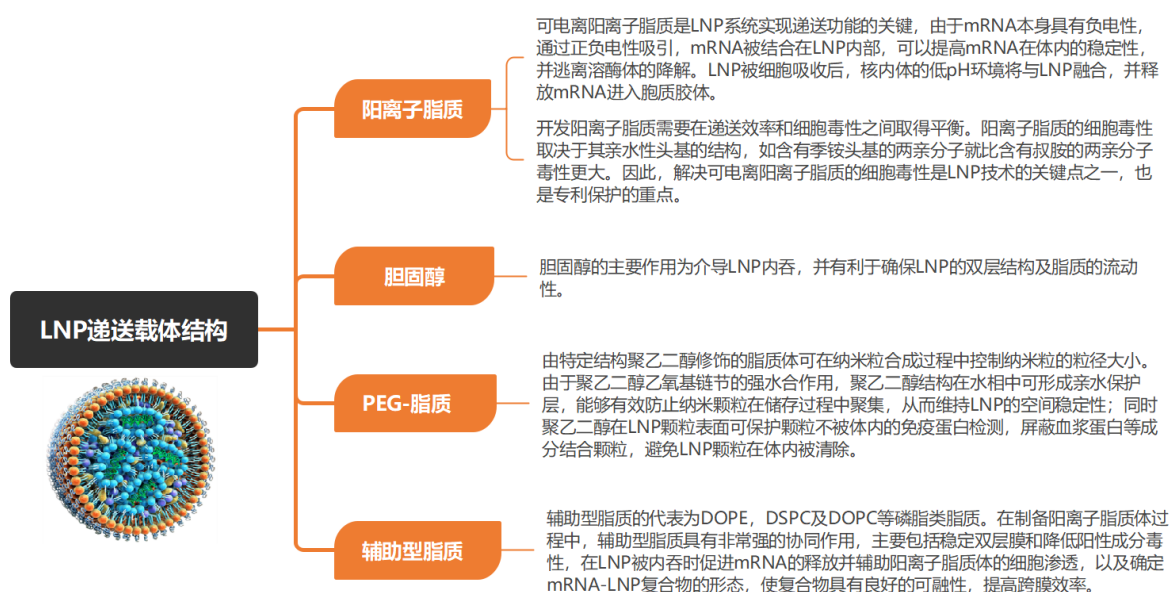 可电离阳离子脂质是LNP系统实现递送功能的关键，由于mRNA本身具有负电性，
通过正负电性吸引，mRNA被结合在LNP内部，可以提高mRNA在体内的稳定性，
并逃离溶酶体的降解。LNP被细胞吸收后，核内体的低pH环境将与LNP融合，并释
放mRNA进入胞质胶体。
阳离子脂质
开发阳离子脂质需要在递送效率和细胞毒性之间取得平衡。阳离子脂质的细胞毒性
取决于其亲水性头基的结构，如含有季铵头基的两亲分子就比含有叔胺的两亲分子
毒性更大。因此，解决可电离阳离子脂质的细胞毒性是LNP技术的关键点之一，也
是专利保护的重点。
胆固醇
胆固醇的主要作用为介导LNP内吞，并有利于确保LNP的双层结构及脂质的流动
性。
LNP递送载体结构
PEG-脂质
由特定结构聚乙二醇修饰的脂质体可在纳米粒合成过程中控制纳米粒的粒径大小。
由于聚乙二醇乙氧基链节的强水合作用，聚乙二醇结构在水相中可形成亲水保护
层，能够有效防止纳米颗粒在储存过程中聚集，从而维持LNP的空间稳定性；同时
聚乙二醇在LNP颗粒表面可保护颗粒不被体内的免疫蛋白检测，屏蔽血浆蛋白等成
分结合颗粒，避免LNP颗粒在体内被清除。
辅助型脂质
辅助型脂质的代表为DOPE，DSPC及DOPC等磷脂类脂质。在制备阳离子脂质体过
程中，辅助型脂质具有非常强的协同作用，主要包括稳定双层膜和降低阳性成分毒
性，在LNP被内吞时促进mRNA的释放并辅助阳离子脂质体的细胞渗透，以及确定
mRNA-LNP复合物的形态，使复合物具有良好的可融性，提高跨膜效率。